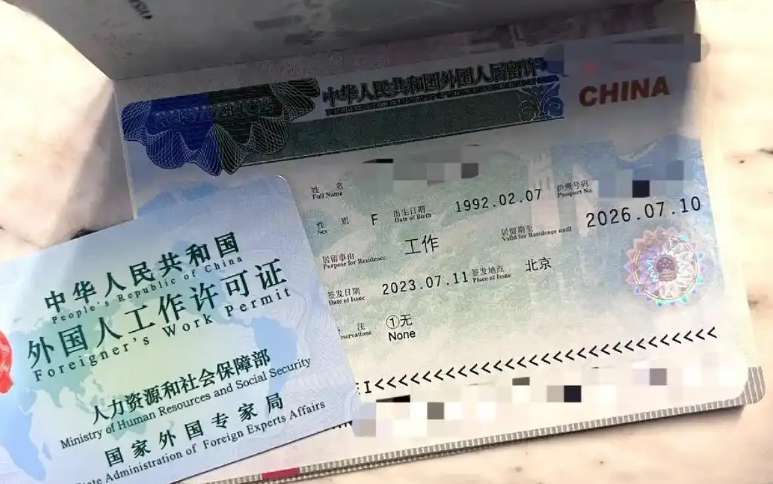 中华人民共和国外国人居留许
CHINA
姓 名
Full Name
性 别 F 出生日期 1992.02.07 护照号码
Sex Date of Birth Passport No.
居留事由 工作 居留期至 2026.07.10
Purpose for Residence Valid for Residence until
签发日期 2023.07.11 签发地点 北京
Date of Issue Place of Issue
注 ①无
None
I<<<<<<<<<<<<<<<<<<<<<<<<<<<<<<
中华人民共和国
People's Republic of China
外国人工作许可证
Foreigner's Work Permit
人力资源和社会保障部
Ministry of Human Resources and Social Security
国家外国专家局
State Administration of Foreign Experts Affairs